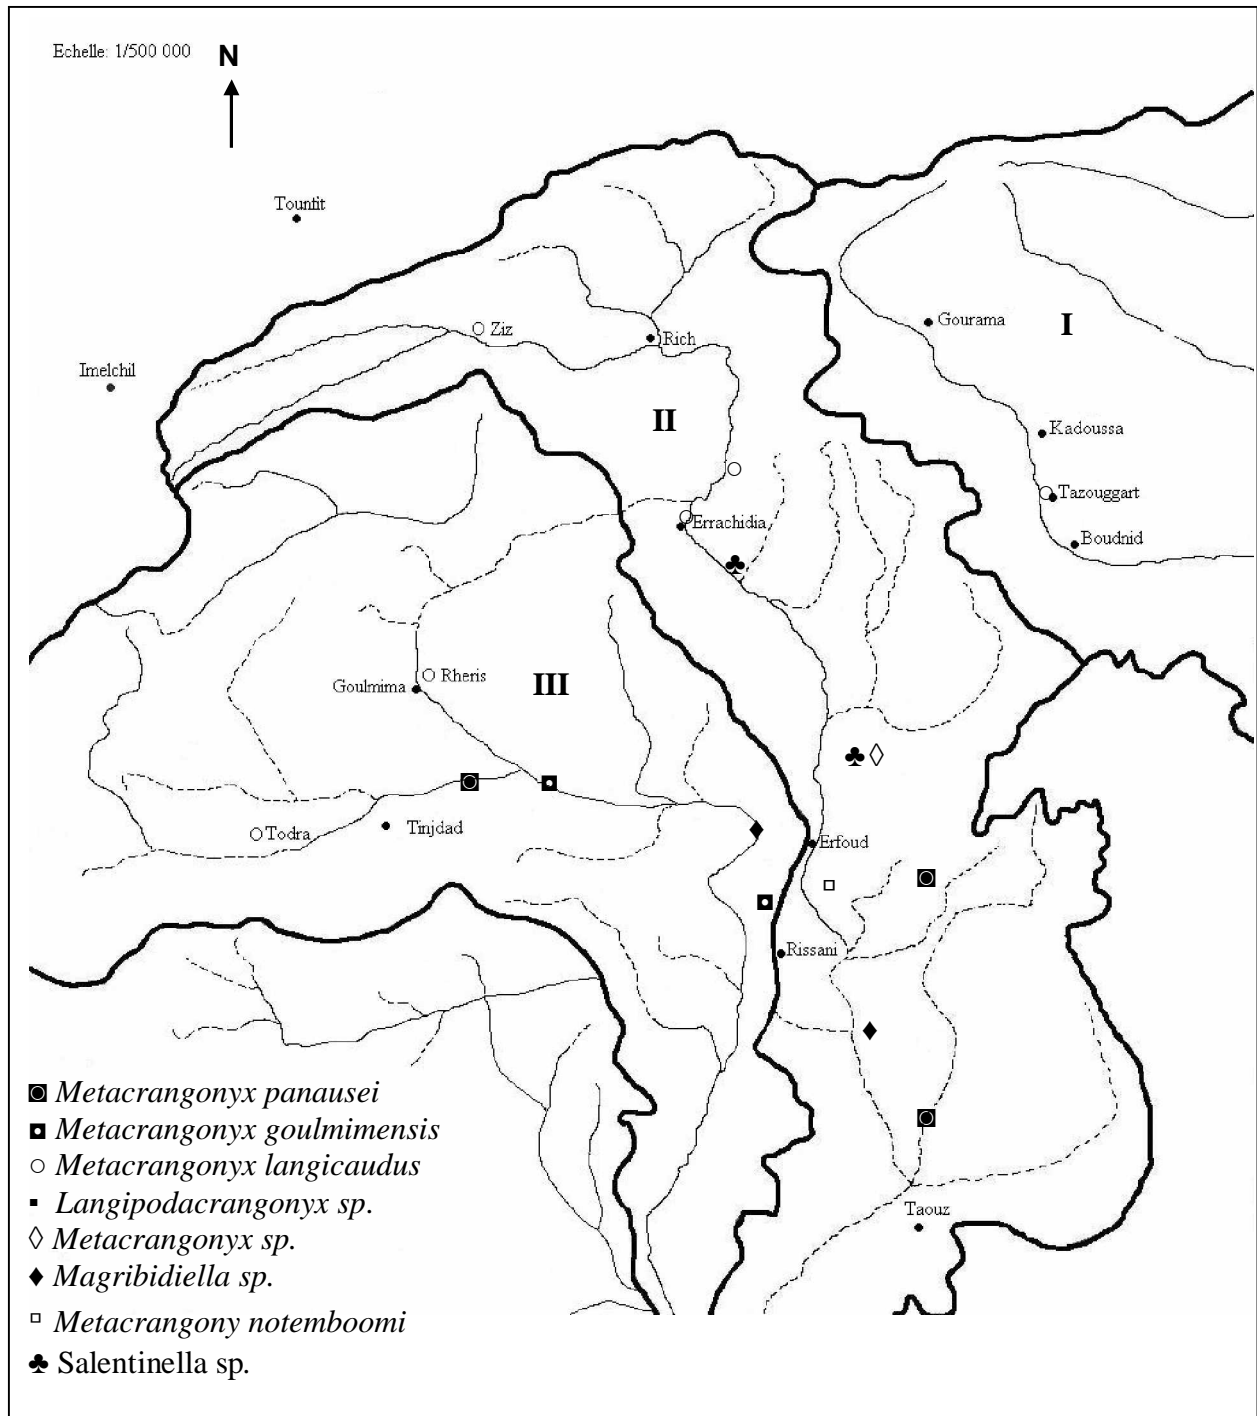 Echelle: 1/500 000
N
Tountit
Gourama
I
Ziz
Rich
Imelchil
II
Kadoussa
Tazouggart
Errachidia
Boudnid
Rheris
Goulmima
III
Todra
Tinjdad
Erfoud
Rissani
Taouz
Metacrangonyx panausei
Metacrangonyx goulmimensis
Metacrangonyx langicaudus
Langipodacrangonyx sp.
Metacrangonyx sp.
Magribidiella sp.
Metacrangony notemboomi
Salentinella sp.